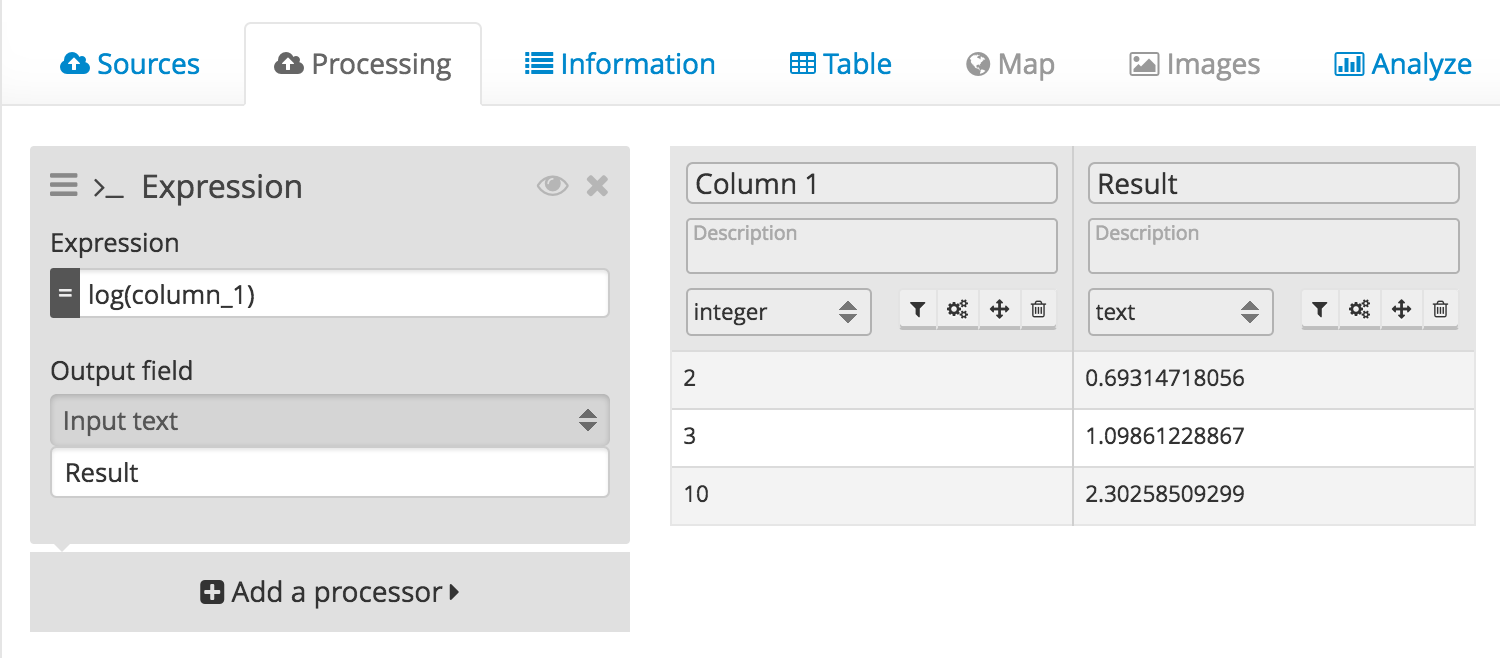 Sources Processing Information Table Map Images Analyze
>_ Expression
Expression
= log(column_1)
Output field
Input text
Result
Add a processor
Column 1 Result
Description Description
integer text
2 0.69314718056
3 1.09861228867
10 2.30258509299